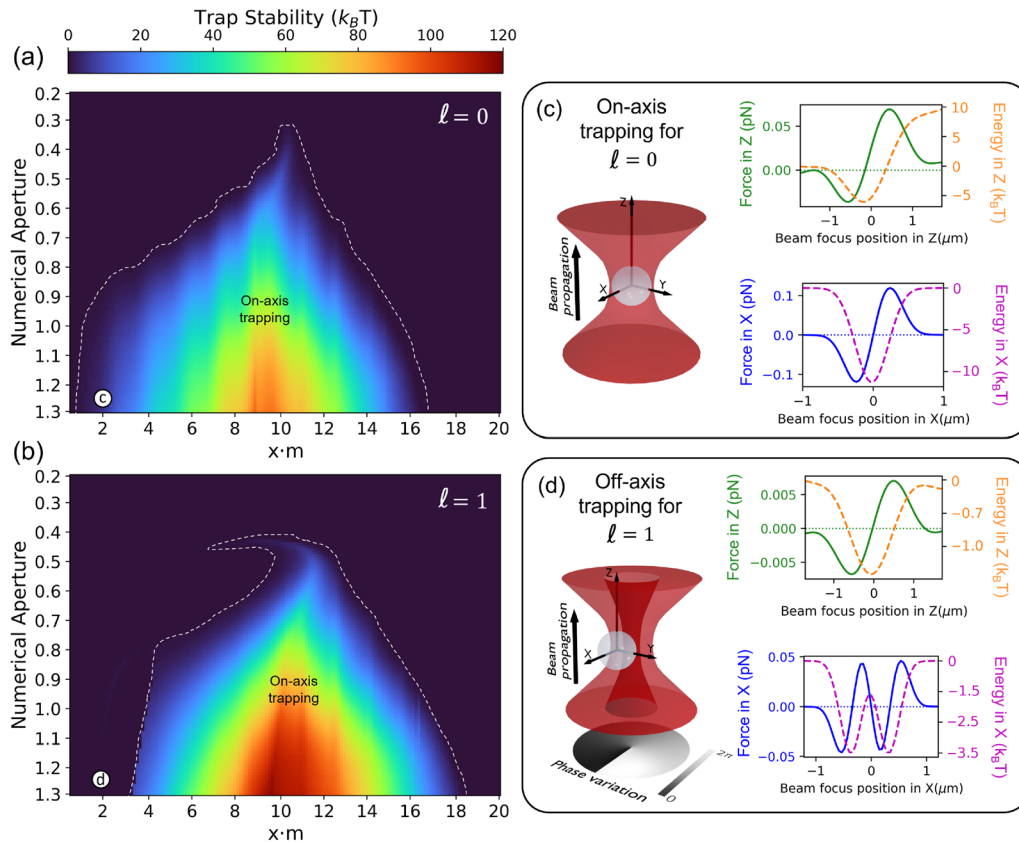 Trap Stability (k_BT)
0 20 40 60 80 100 120
(a)
0.2
0.3
0.4
0.5
0.6
0.7
0.8
0.9
1.0
1.1
1.2
1.3
Numerical Aperture
ℓ = 0
On-axis
trapping
c
2 4 6 8 10 12 14 16 18 20
x·m
(b)
0.2
0.3
0.4
0.5
0.6
0.7
0.8
0.9
1.0
1.1
1.2
1.3
Numerical Aperture
ℓ = 1
On-axis
trapping
d
2 4 6 8 10 12 14 16 18 20
x·m
(c)
On-axis
trapping for
ℓ = 0
Z
X
Y
Beam
propagation
Force in Z (pN)
0.05
0.00
10
5
0
−5
Energy in Z
(k_BT)
−1 0 1
Beam focus position in Z(μm)
Force in X (pN)
0.1
0.0
−0.1
0
−5
−10
Energy in X
(k_BT)
−1 0 1
Beam focus position in X(μm)
(d)
Off-axis
trapping for
ℓ = 1
Z
X
Y
Beam
propagation
Phase variation
0
2π
Force in Z (pN)
0.005
0.000
−0.005
0
−0.7
−1.0
Energy in Z
(k_BT)
−1 0 1
Beam focus position in Z(μm)
Force in X (pN)
0.05
0.00
−0.05
0
−1.5
−2.5
−3.5
Energy in X
(k_BT)
−1 0 1
Beam focus position in X(μm)